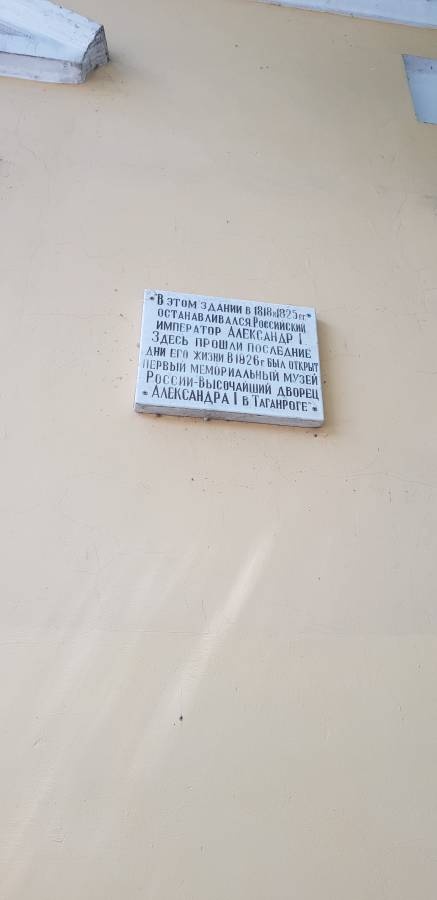 "В этом здании в 1818 и 1825 гг
останавливался Российский
император Александр I.
Здесь прошли последние
дни его жизни В 1826 г был открыт
первый мемориальный музей
России-высочайший дворец
Александра I в Таганроге"